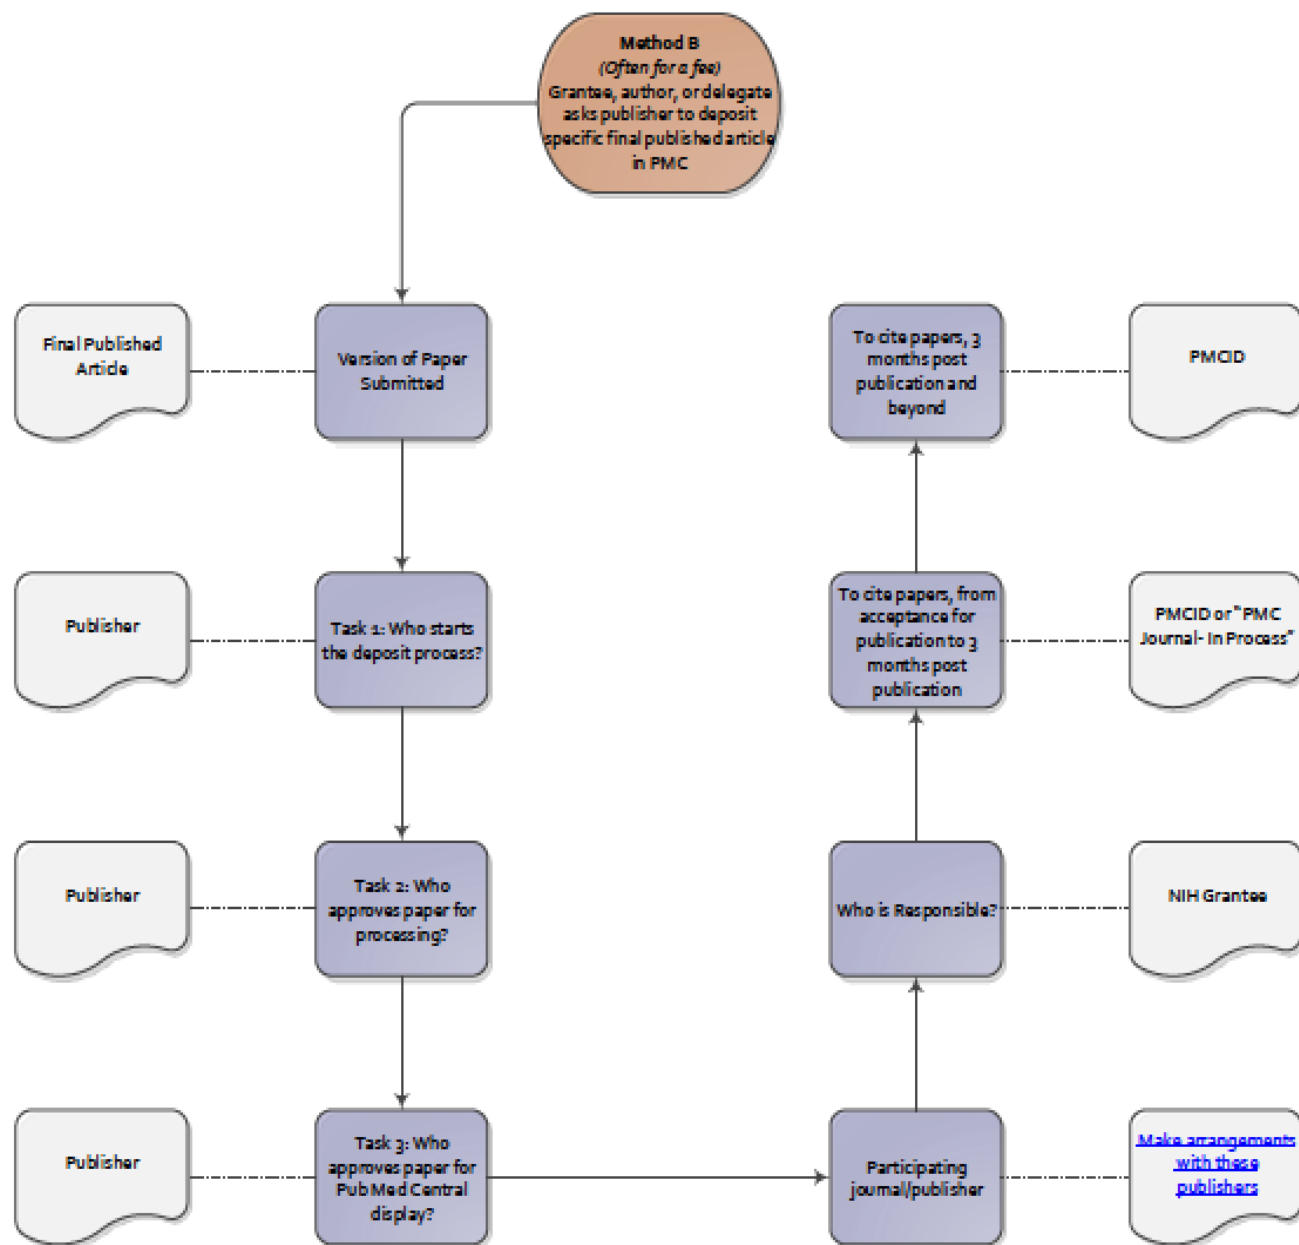 Method B
(Often for a fee)
Grantee, author, or delegate
asks publisher to deposit
specific final published article
in PMC
Final Published
Article
Version of Paper
Submitted
To cite papers, 3
months post
publication and
beyond
PMCID
Publisher
Task 1: Who starts
the deposit process?
To cite papers, from
acceptance for
publication to 3
months post
publication
PMCID or "PMC
Journal- In Process"
Publisher
Task 2: Who
approves paper for
processing?
Who is Responsible?
NIH Grantee
Publisher
Task 3: Who
approves paper for
PubMed Central
display?
Participating
journal/publisher
Make arrangements
with these
publishers